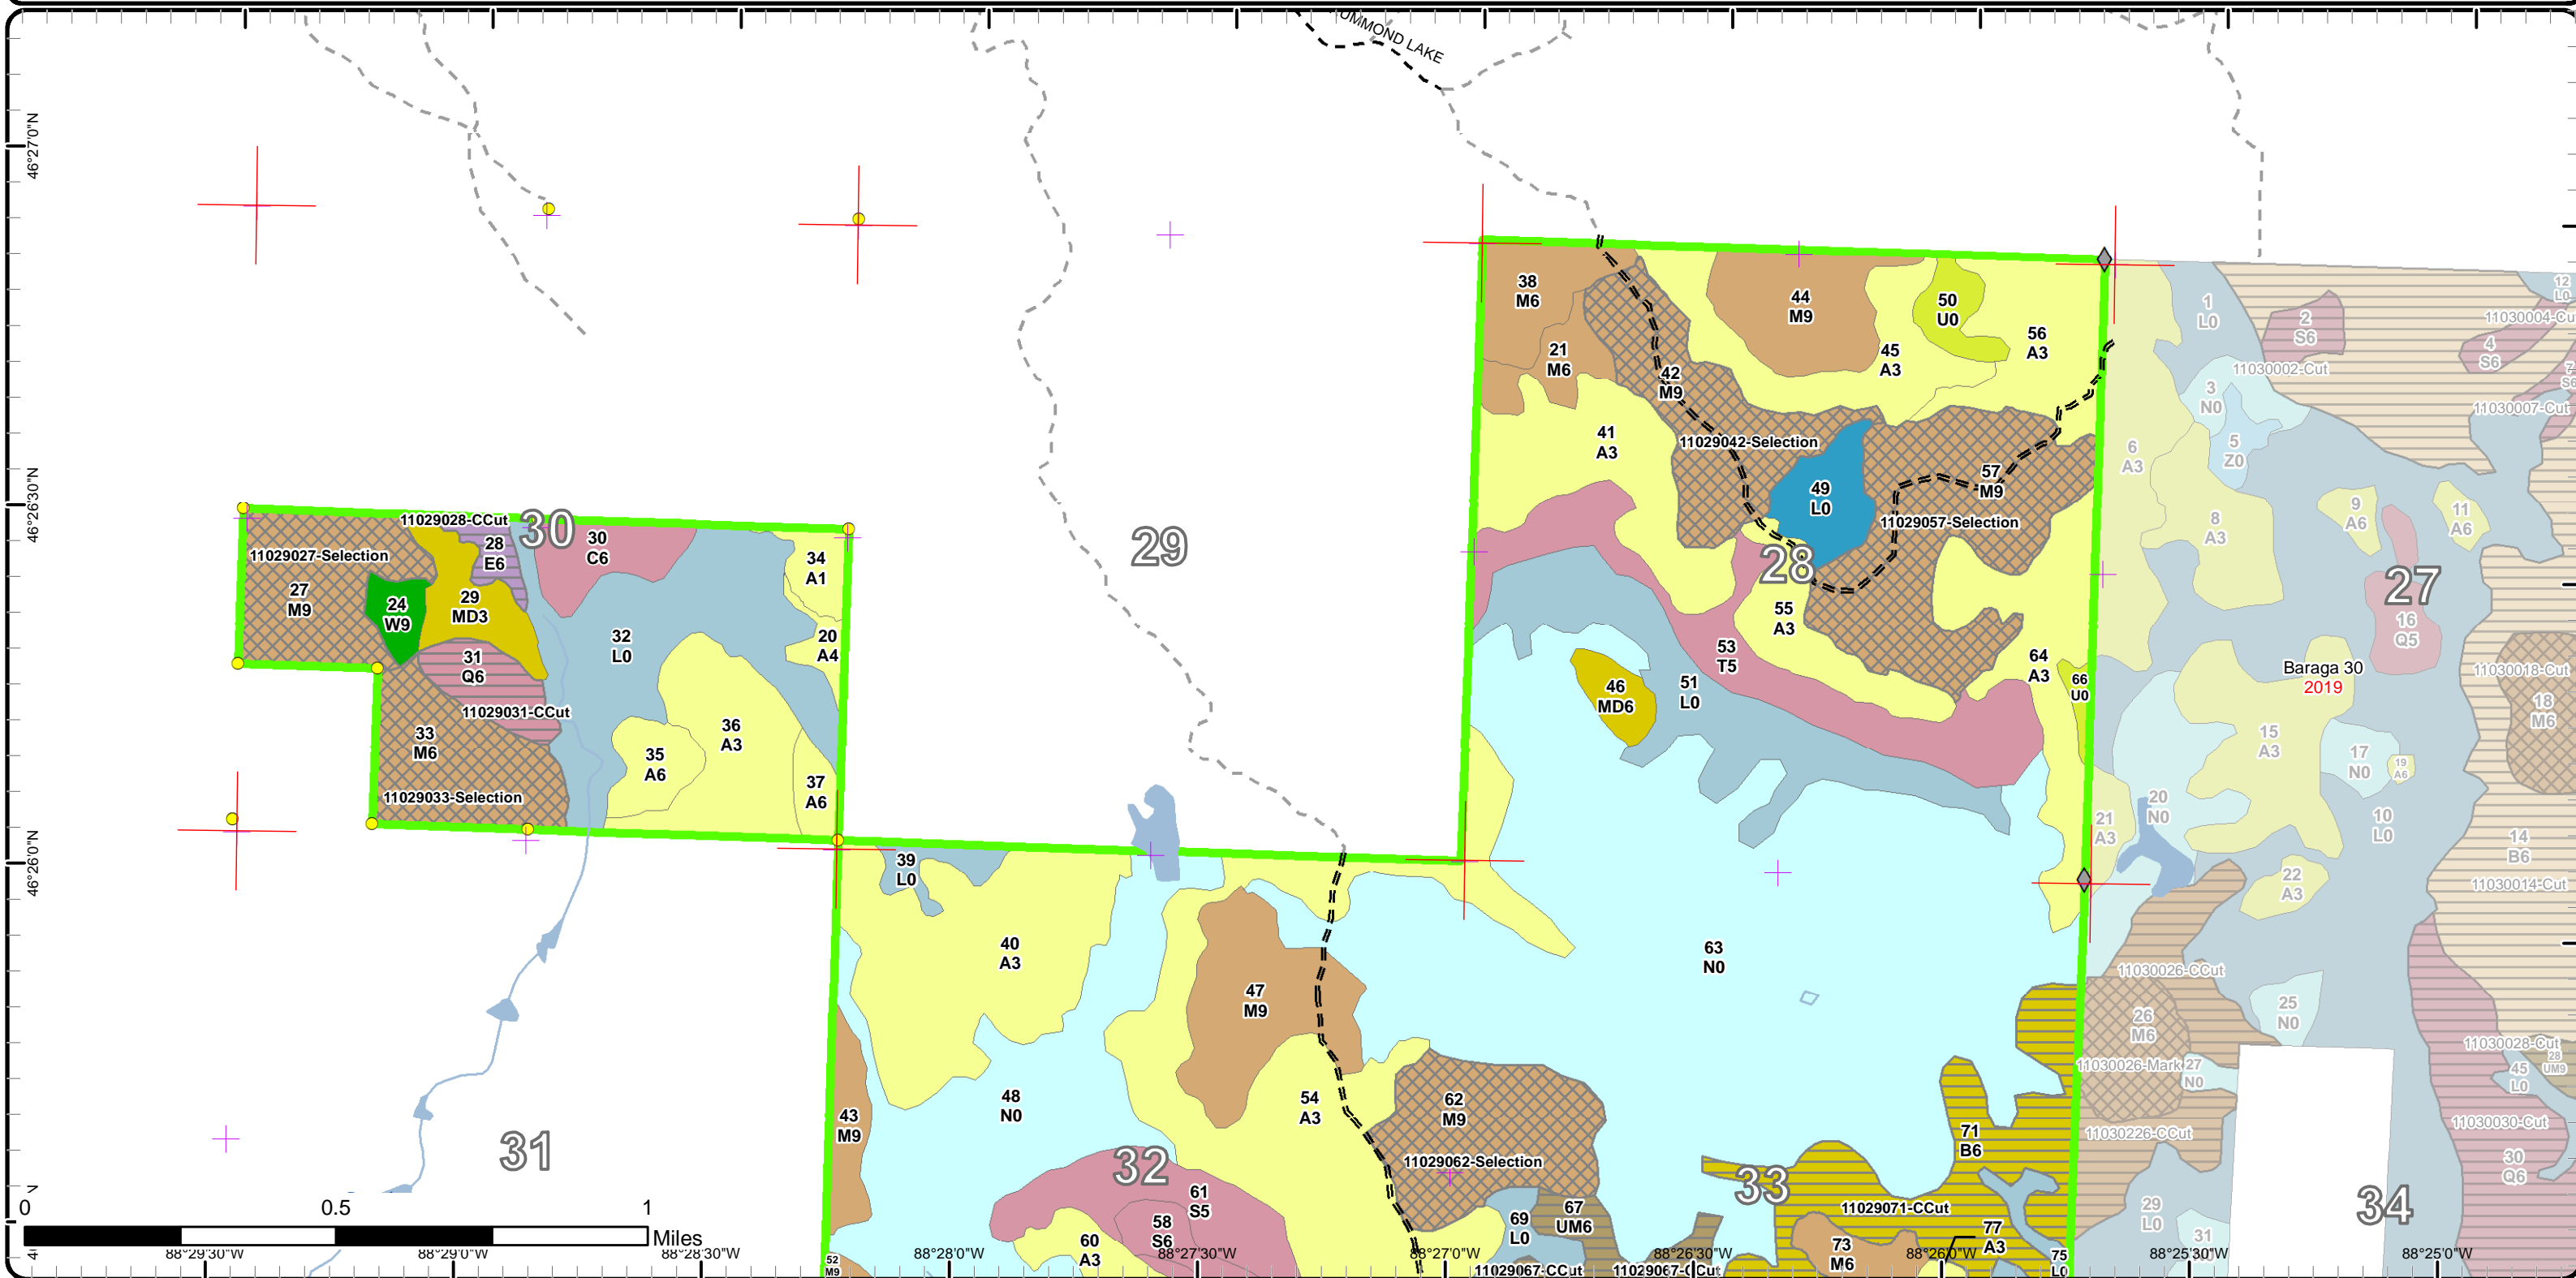 UMMOND LAKE
46°27'0"N
46°26'30"N
46°26'0"N
38
M6
44
M9
50
U0
56
A3
45
A3
21
M6
42
M9
41
A3
11029042-Selection
49
L0
57
M9
11029057-Selection
28
55
A3
53
T5
64
A3
66
U0
46
MD6
51
L0
63
N0
29
30
11029028-CCut
28
E6
30
C6
11029027-Selection
27
M9
24
W9
29
MD3
34
A1
20
A4
32
L0
31
Q6
11029031-CCut
33
M6
11029033-Selection
36
A3
35
A6
37
A6
39
L0
40
A3
47
M9
48
N0
43
M9
54
A3
62
M9
11029062-Selection
31
32
33
61
S5
58
S6
60
A3
52
M9
69
L0
67
UM6
11029067-CCut
11029067-CCut
71
B6
11029071-CCut
73
M6
77
A3
75
L0
1
L0
2
S6
11030002-Cut
12
L0
11030004-Cu
4
S6
3
N0
11030007-Cut
5
Z0
6
A3
8
A3
9
A6
11
A6
27
16
Q5
Baraga 30
2019
11030018-Cut
18
M6
15
A3
17
N0
19
A6
20
N0
21
A3
10
L0
14
B6
11030014-Cut
22
A3
11030026-CCut
25
N0
26
M6
11030026-Mark
27
N0
11030028-Cut
28
UM9
45
L0
11030030-Cut
11030226-CCut
30
Q6
29
L0
31
34
0 0.5 1
Miles
88°29'30"W 88°29'0"W 88°28'30"W 88°28'0"W 88°27'30"W 88°27'0"W 88°26'30"W 88°26'0"W 88°25'30"W 88°25'0"W